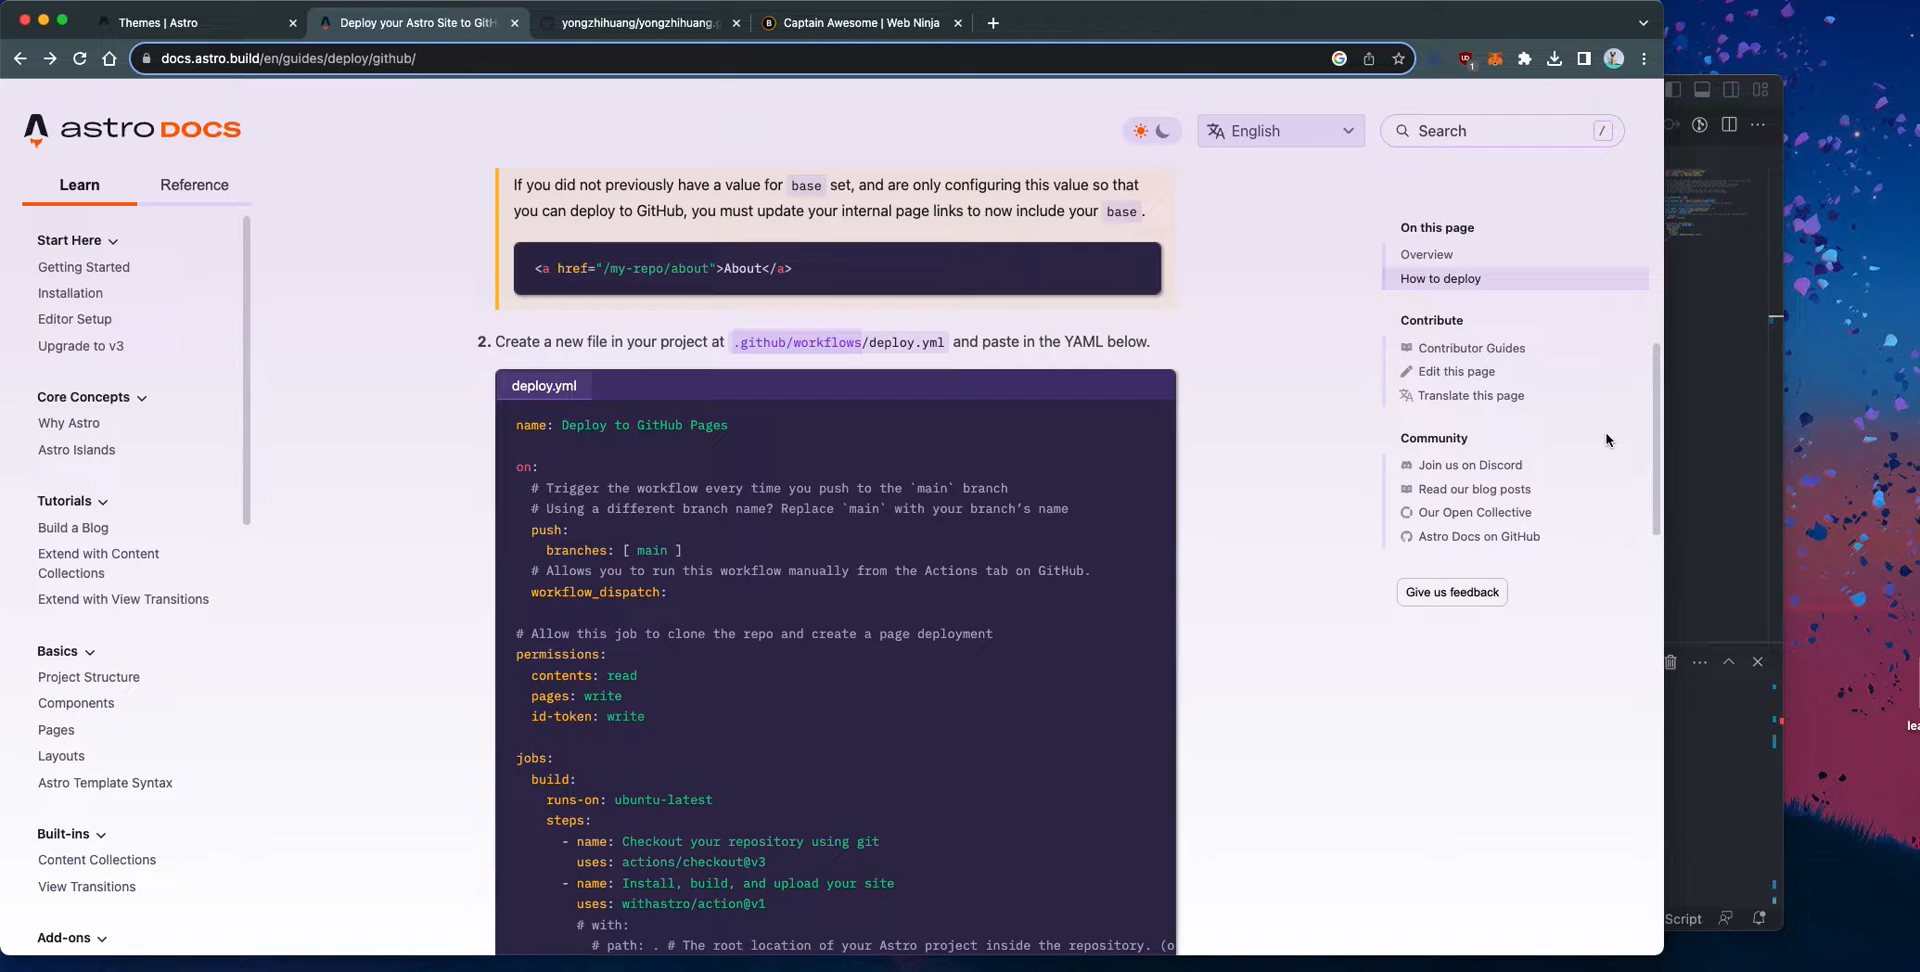 Themes | Astro
Deploy your Astro Site to GitH
yongzhihuang/yongzhihuang.g
Captain Awesome | Web Ninja
docs.astro.build/en/guides/deploy/github/
1
astro DOCS
English
Search
/
Learn
Reference
Start Here
Getting Started
Installation
Editor Setup
Upgrade to v3
Core Concepts
Why Astro
Astro Islands
Tutorials
Build a Blog
Extend with Content
Collections
Extend with View Transitions
Basics
Project Structure
Components
Pages
Layouts
Astro Template Syntax
Built-ins
Content Collections
View Transitions
Add-ons
If you did not previously have a value for base set, and are only configuring this value so that
you can deploy to GitHub, you must update your internal page links to now include your base .
<a href="/my-repo/about">About</a>
2. Create a new file in your project at .github/workflows/deploy.yml and paste in the YAML below.
deploy.yml
name: Deploy to GitHub Pages
on:
# Trigger the workflow every time you push to the `main` branch
# Using a different branch name? Replace `main` with your branch’s name
push:
branches: [ main ]
# Allows you to run this workflow manually from the Actions tab on GitHub.
workflow_dispatch:
# Allow this job to clone the repo and create a page deployment
permissions:
contents: read
pages: write
id-token: write
jobs:
build:
runs-on: ubuntu-latest
steps:
- name: Checkout your repository using git
uses: actions/checkout@v3
- name: Install, build, and upload your site
uses: withastro/action@v1
# with:
# path: . # The root location of your Astro project inside the repository. (o
On this page
Overview
How to deploy
Contribute
Contributor Guides
Edit this page
Translate this page
Community
Join us on Discord
Read our blog posts
Our Open Collective
Astro Docs on GitHub
Give us feedback
lea
Script